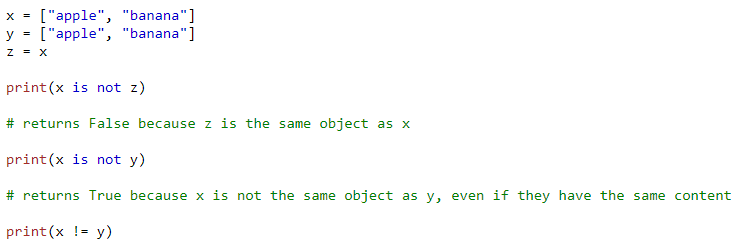 x = ["apple", "banana"]
y = ["apple", "banana"]
z = x
print(x is not z)
# returns False because z is the same object as x
print(x is not y)
# returns True because x is not the same object as y, even if they have the same content
print(x != y)